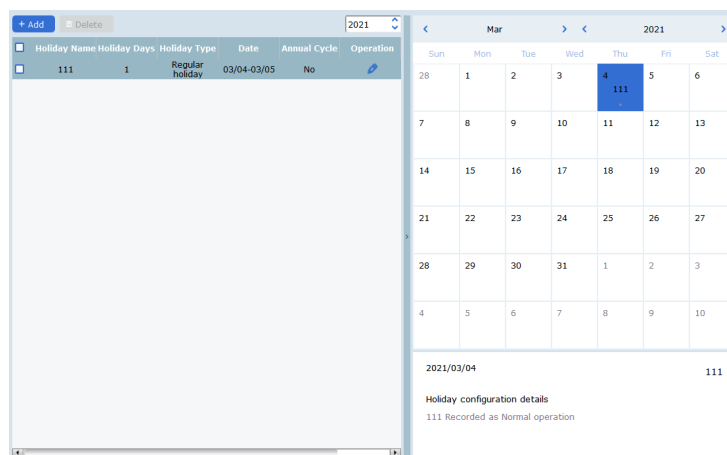 + Add
Delete
2021
Holiday Name Holiday Days Holiday Type Date Annual Cycle Operation
111 1 Regular holiday 03/04-03/05 No
Mar 2021
Sun Mon Tue Wed Thu Fri Sat
28 1 2 3 4 5 6
111
7 8 9 10 11 12 13
14 15 16 17 18 19 20
21 22 23 24 25 26 27
28 29 30 31 1 2 3
4 5 6 7 8 9 10
2021/03/04 111
Holiday configuration details
111 Recorded as Normal operation